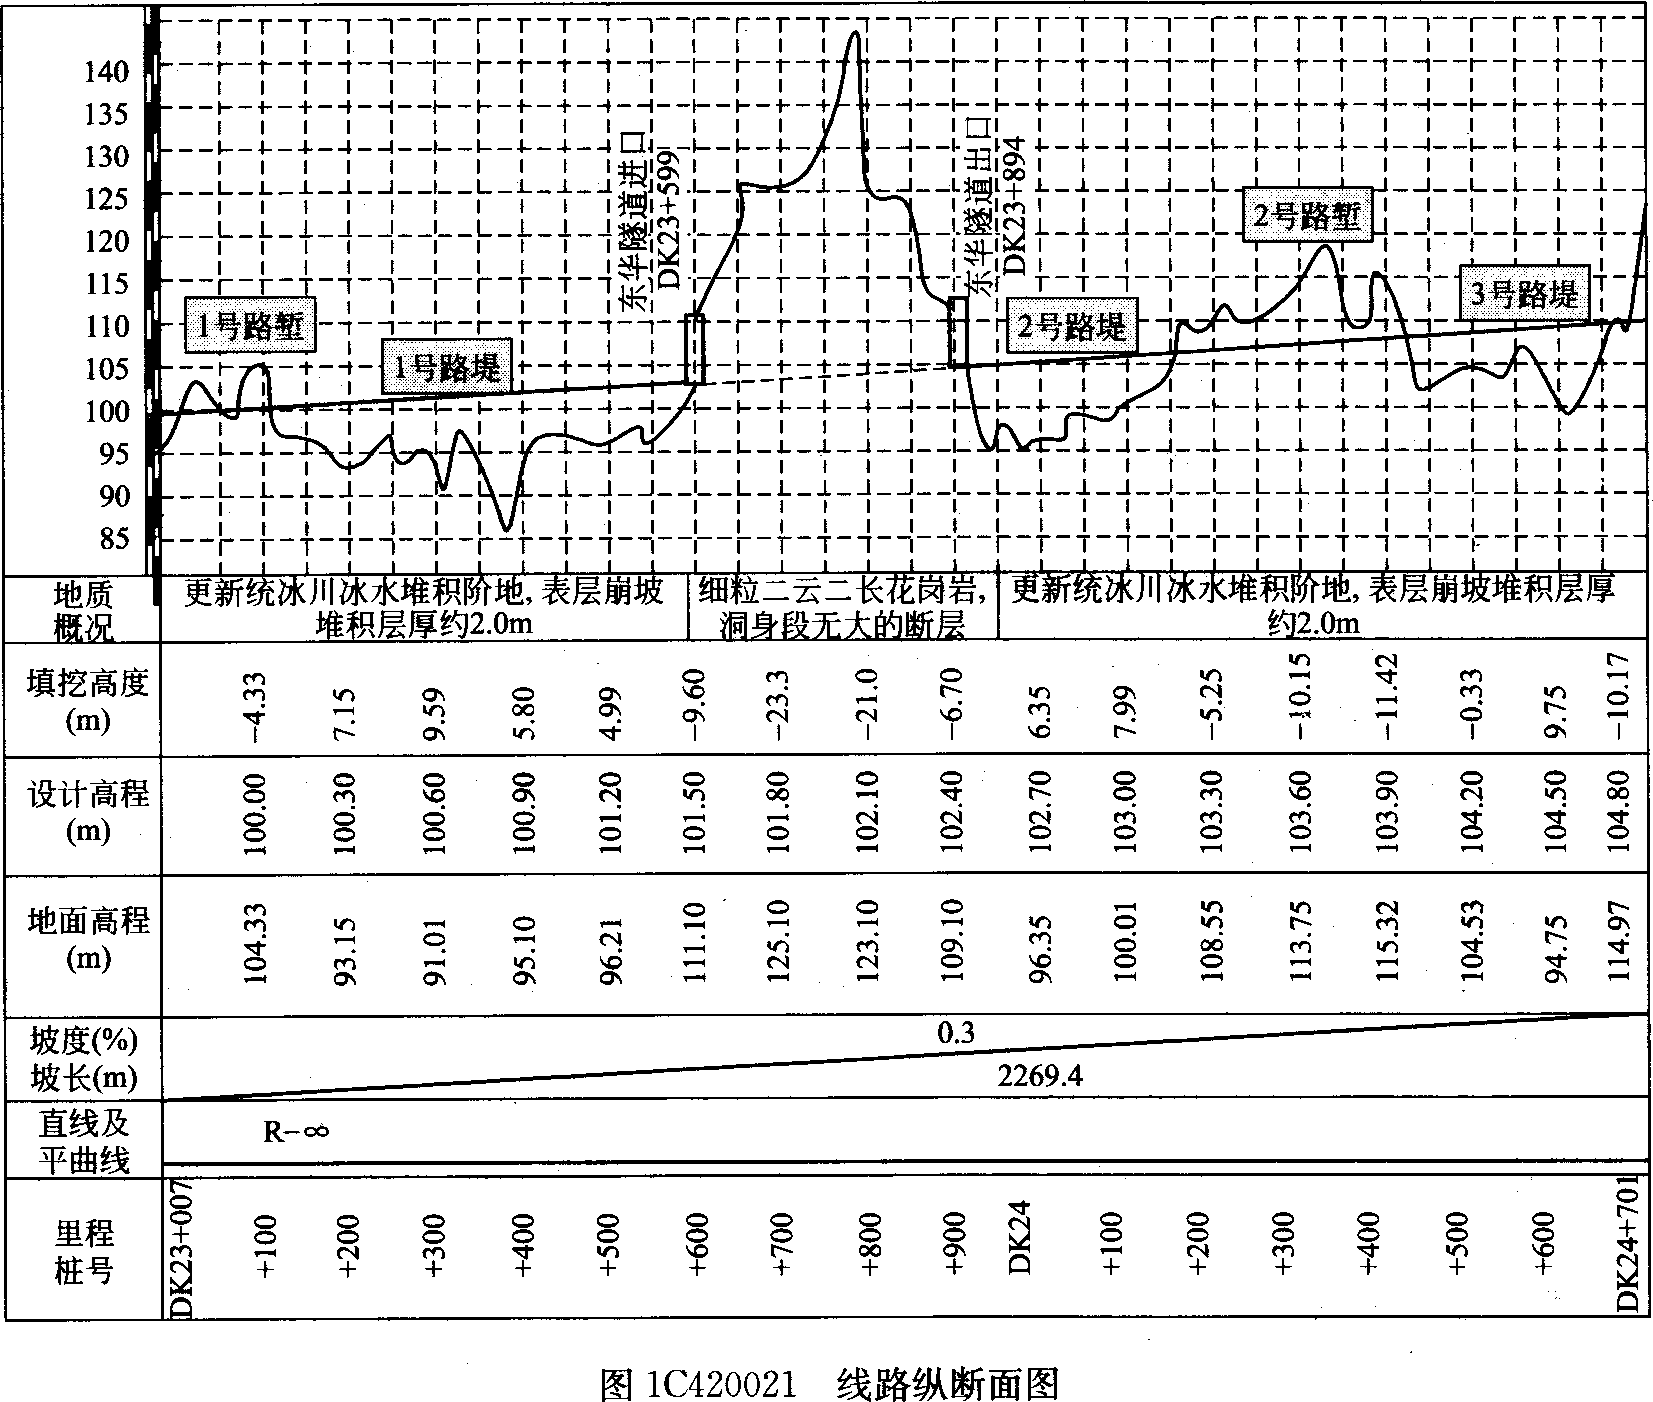 140
135
130
125
120
115
110
105
100
95
90
85
1号路堑
1号路堤
东华隧道进口
DK23+599
东华隧道出口
DK23+894
2号路堤
2号路堑
3号路堤
地质
概况
更新统冰川冰水堆积阶地, 表层崩坡
堆积层厚约2.0m
细粒二云二长花岗岩,
洞身段无大的断层
更新统冰川冰水堆积阶地, 表层崩坡堆积层厚
约2.0m
填挖高度
(m)
-4.33
7.15
9.59
5.80
4.99
-9.60
-23.3
-21.0
-6.70
6.35
7.99
-5.25
-10.15
-11.42
-0.33
9.75
-10.17
设计高程
(m)
100.00
100.30
100.60
100.90
101.20
101.50
101.80
102.10
102.40
102.70
103.00
103.30
103.60
103.90
104.20
104.50
104.80
地面高程
(m)
104.33
93.15
91.01
95.10
96.21
111.10
125.10
123.10
109.10
96.35
100.01
108.55
113.75
115.32
104.53
94.75
114.97
坡度(%)
坡长(m)
0.3
2269.4
直线及
平曲线
R-∞
里程
桩号
DK23+007
+100
+200
+300
+400
+500
+600
+700
+800
+900
DK24
+100
+200
+300
+400
+500
+600
DK24+701
图 1C420021 线路纵断面图